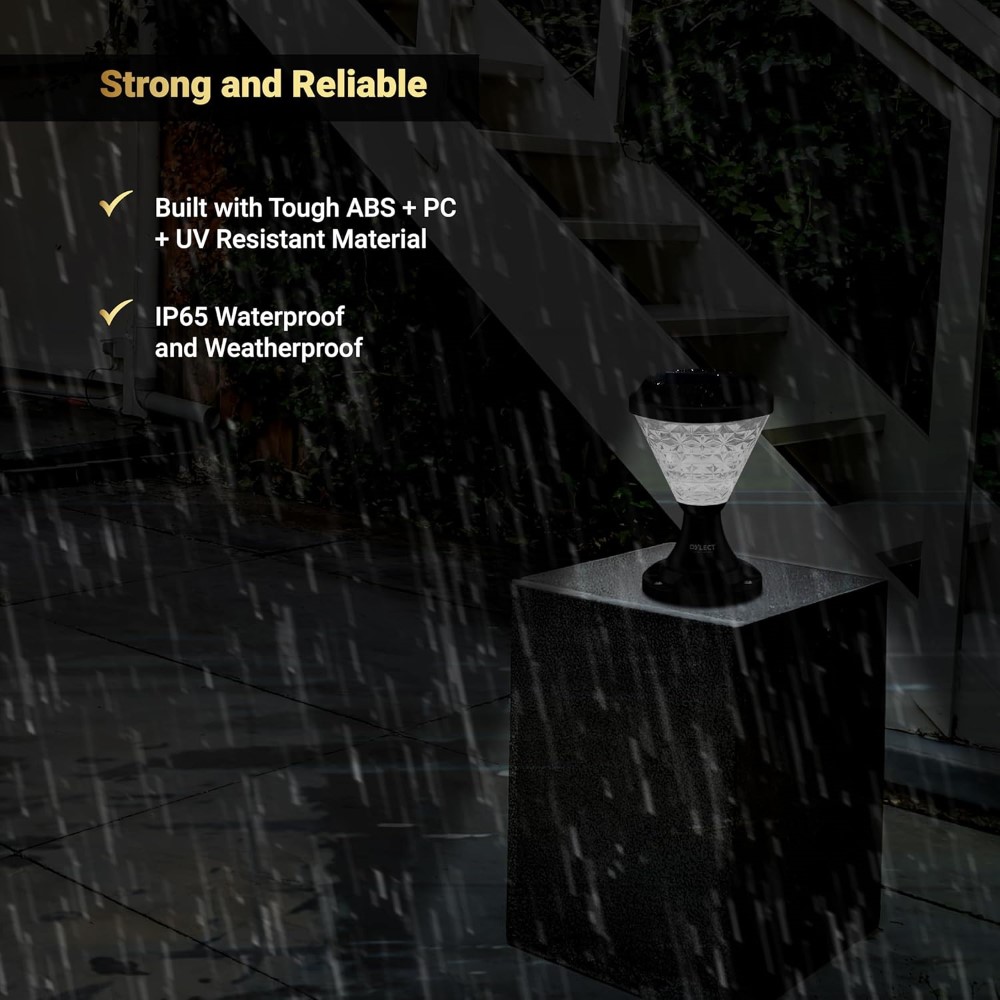 Strong and Reliable
Built with Tough ABS + PC
+ UV Resistant Material
IP65 Waterproof
and Weatherproof